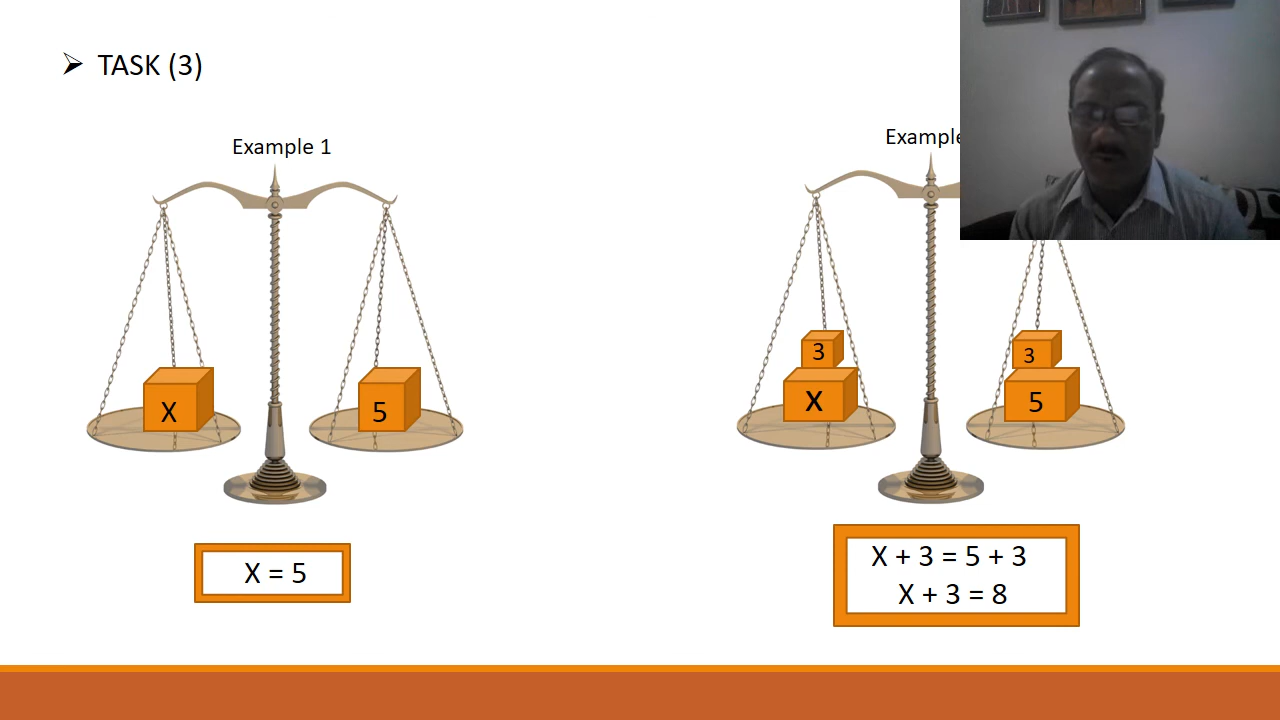 TASK (3)
Example 1
X
5
X = 5
Example
3
X
3
5
X + 3 = 5 + 3
X + 3 = 8